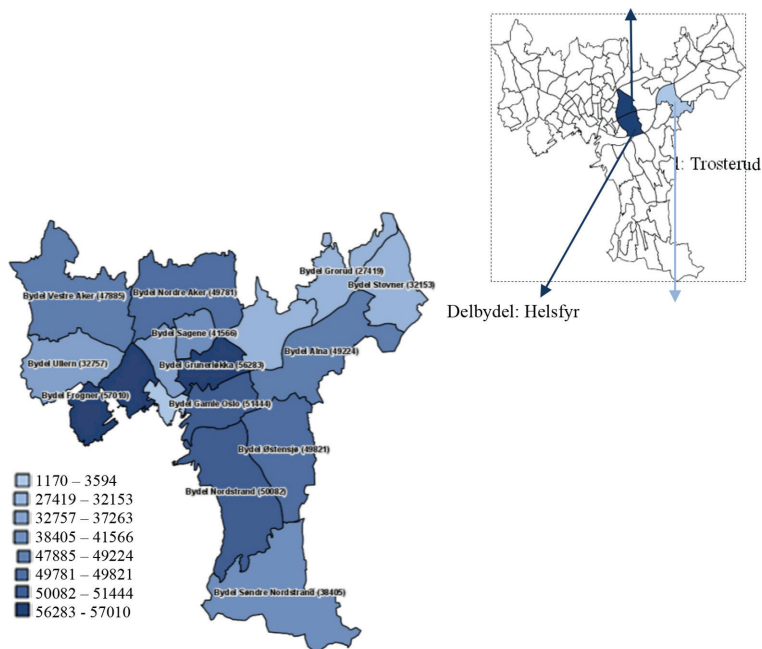 1: Trosterud
Delbydel: Helsfyr
Bydel Grorud (27419)
Bydel Stovner (32153)
Bydel Vestre Aker (47885)
Bydel Nordre Aker (49781)
Bydel Sagene (41566)
Bydel Alna (49224)
Bydel Ullern (32757)
Bydel Grünerløkka (56283)
Bydel Frogner (57010)
Bydel Gamle Oslo (51444)
Bydel Østensjø (49821)
Bydel Nordstrand (50082)
Bydel Søndre Nordstrand (38405)
1170 – 3594
27419 – 32153
32757 – 37263
38405 – 41566
47885 – 49224
49781 – 49821
50082 – 51444
56283 - 57010